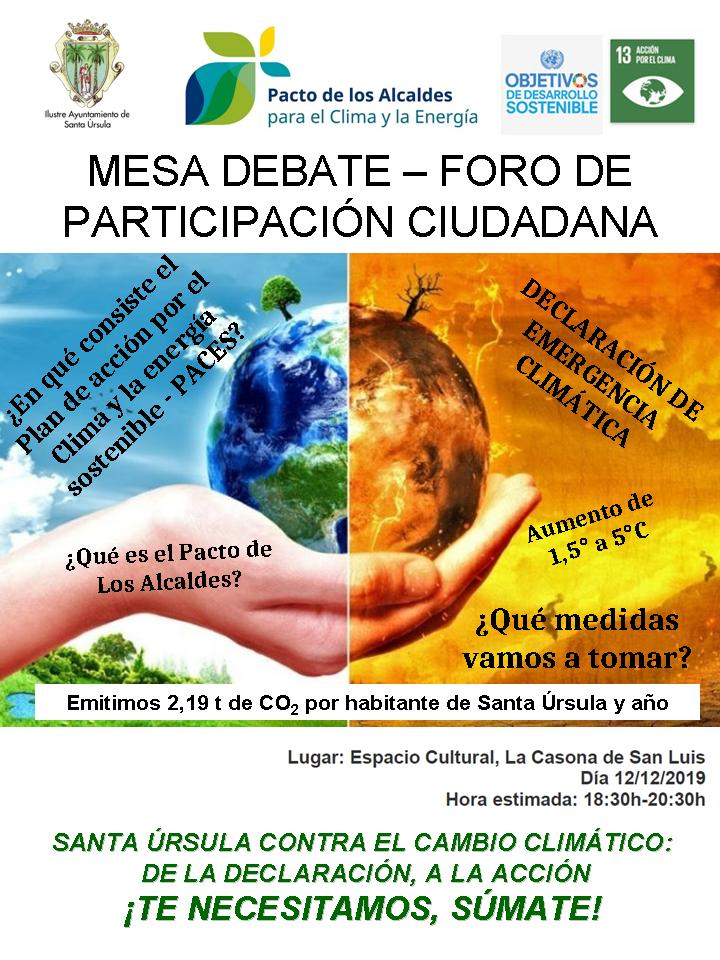 Ilustre Ayuntamiento de
Santa Úrsula
Pacto de los Alcaldes
para el Clima y la Energía
OBJETIVOS
DE DESARROLLO
SOSTENIBLE
13 ACCIÓN
POR EL CLIMA
MESA DEBATE – FORO DE
PARTICIPACIÓN CIUDADANA
¿En qué consiste el
Plan de acción por el
Clima y la energía
sostenible - PACES?
DECLARACIÓN DE
EMERGENCIA
CLIMÁTICA
¿Qué es el Pacto de
Los Alcaldes?
Aumento de
1,5° a 5°C
¿Qué medidas
vamos a tomar?
Emitimos 2,19 t de CO₂ por habitante de Santa Úrsula y año
Lugar: Espacio Cultural, La Casona de San Luis
Día 12/12/2019
Hora estimada: 18:30h-20:30h
SANTA ÚRSULA CONTRA EL CAMBIO CLIMÁTICO:
DE LA DECLARACIÓN, A LA ACCIÓN
¡TE NECESITAMOS, SÚMATE!